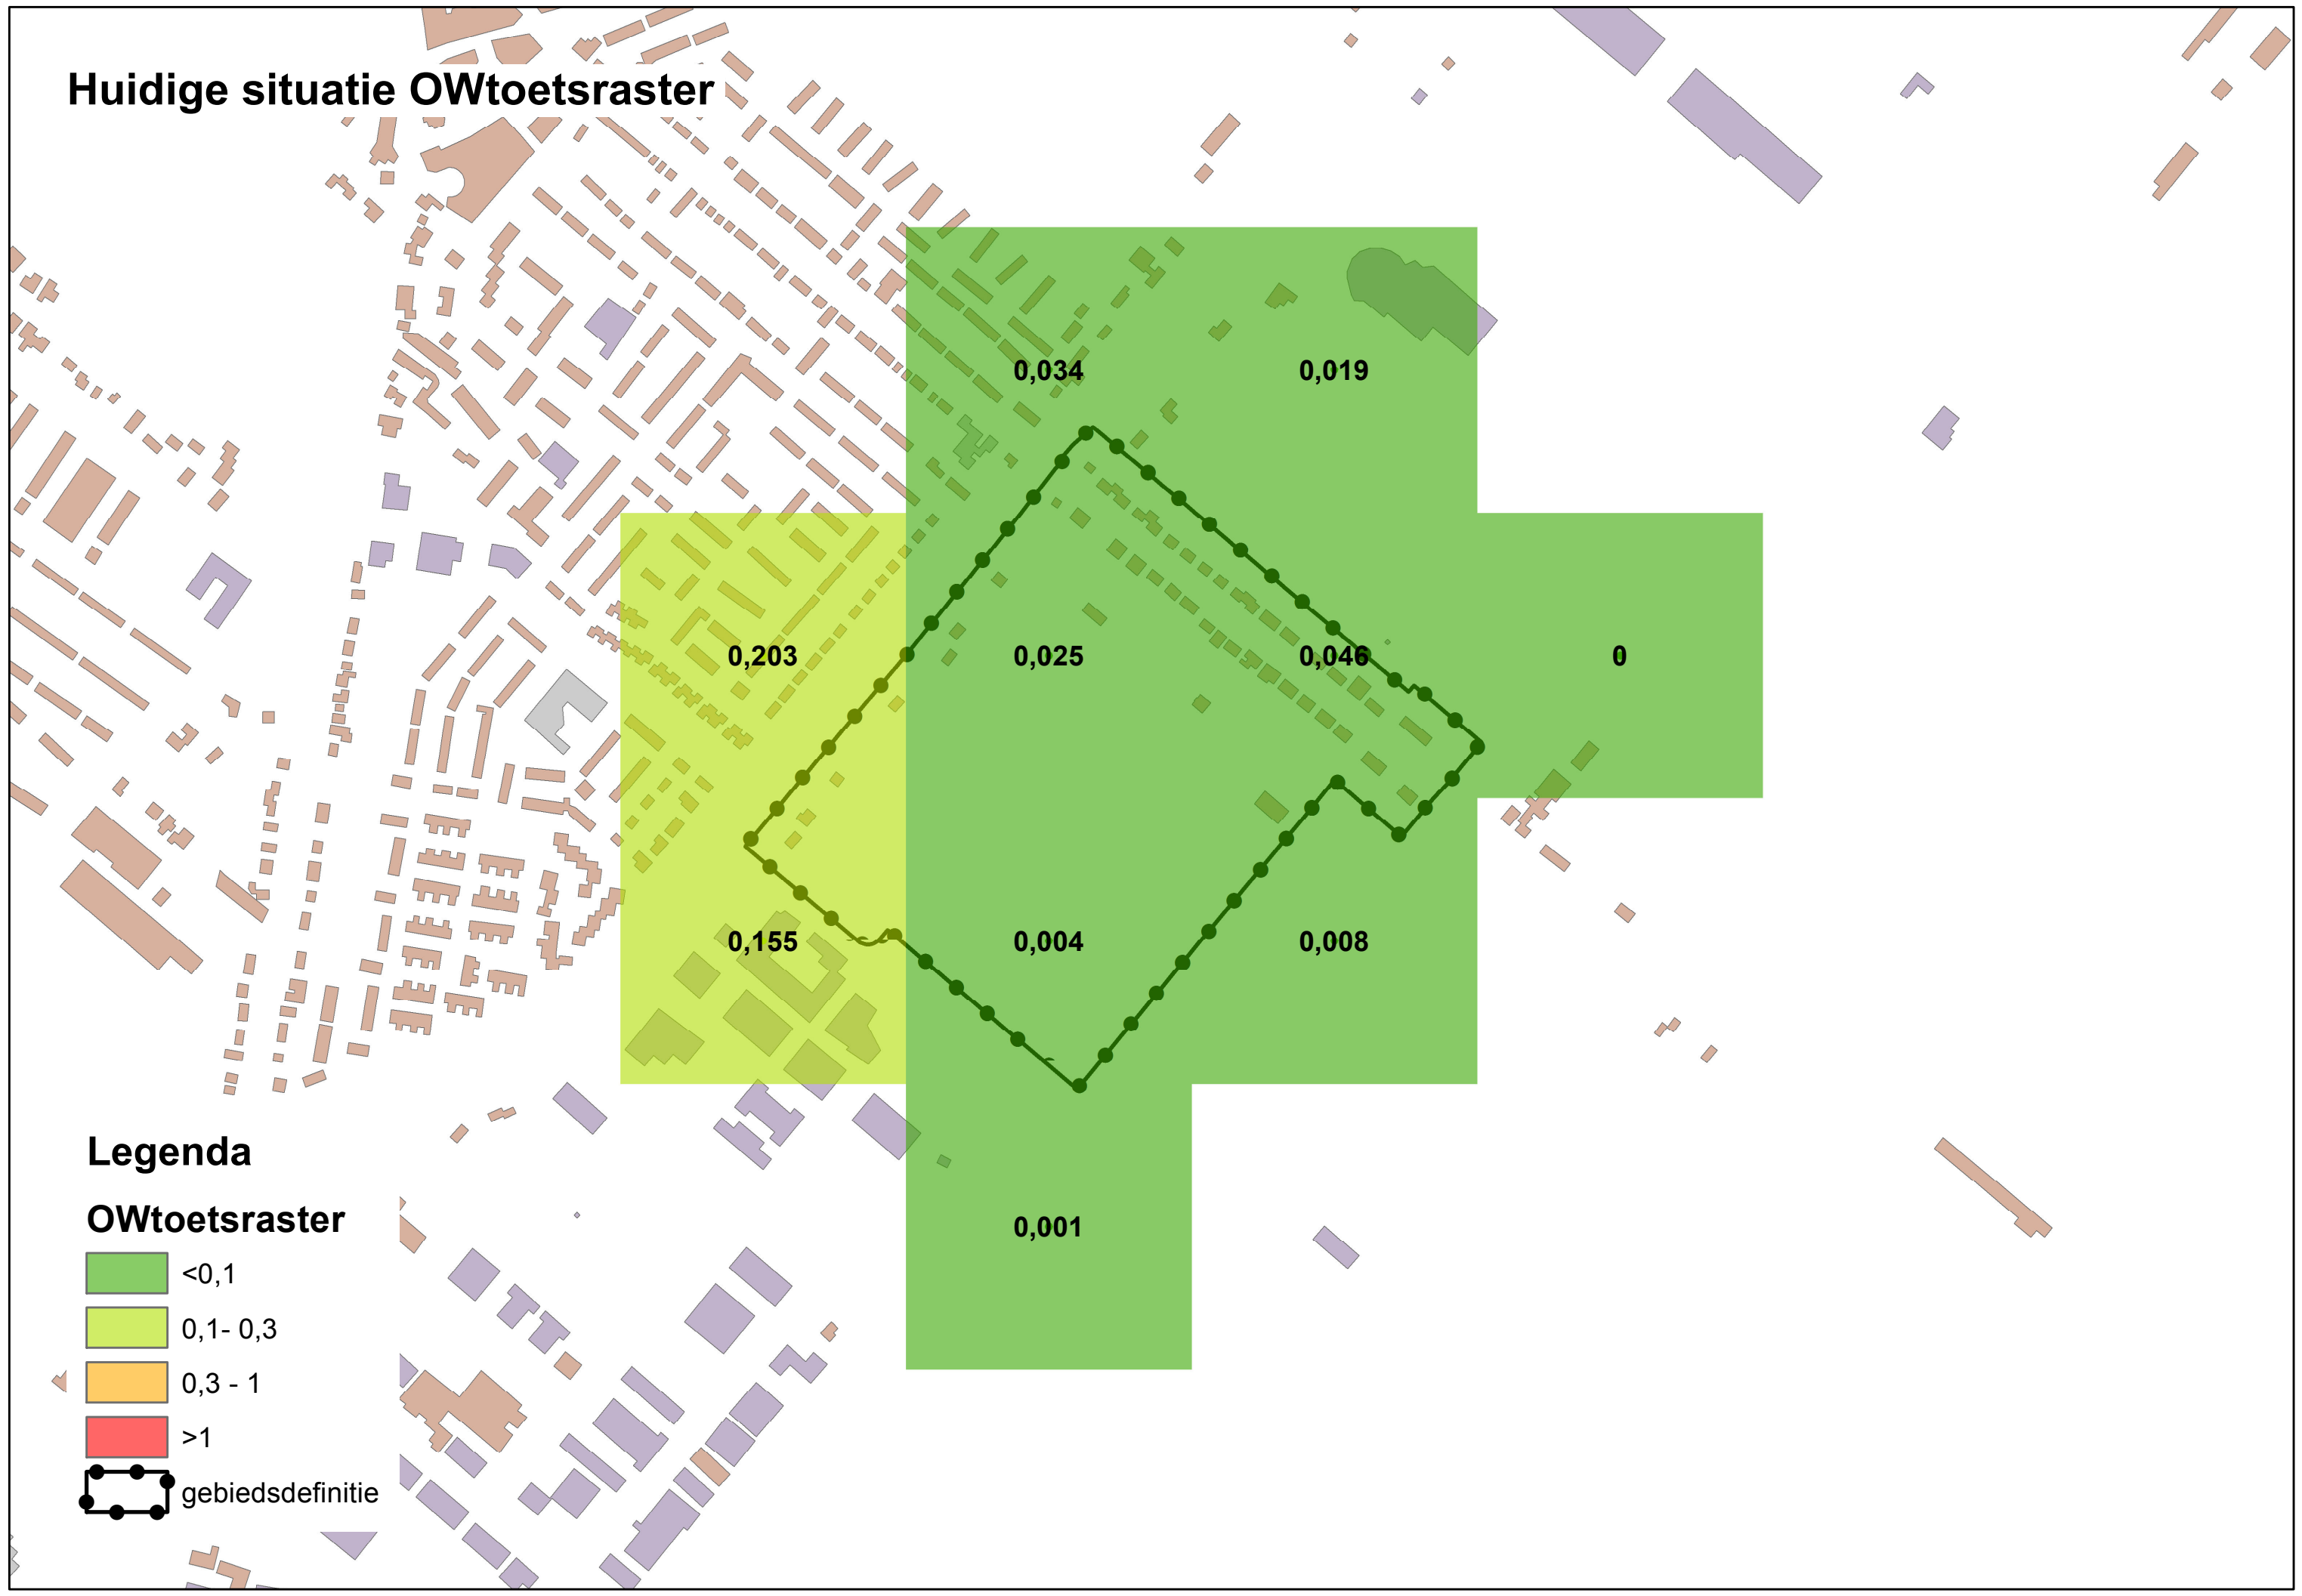 Huidige situatie OWtoetsraster
0,034 0,019
0,203 0,025 0,046 0
0,155 0,004 0,008
0,001
Legenda
OWtoetsraster
<0,1
0,1- 0,3
0,3 - 1
>1
gebiedsdefinitie